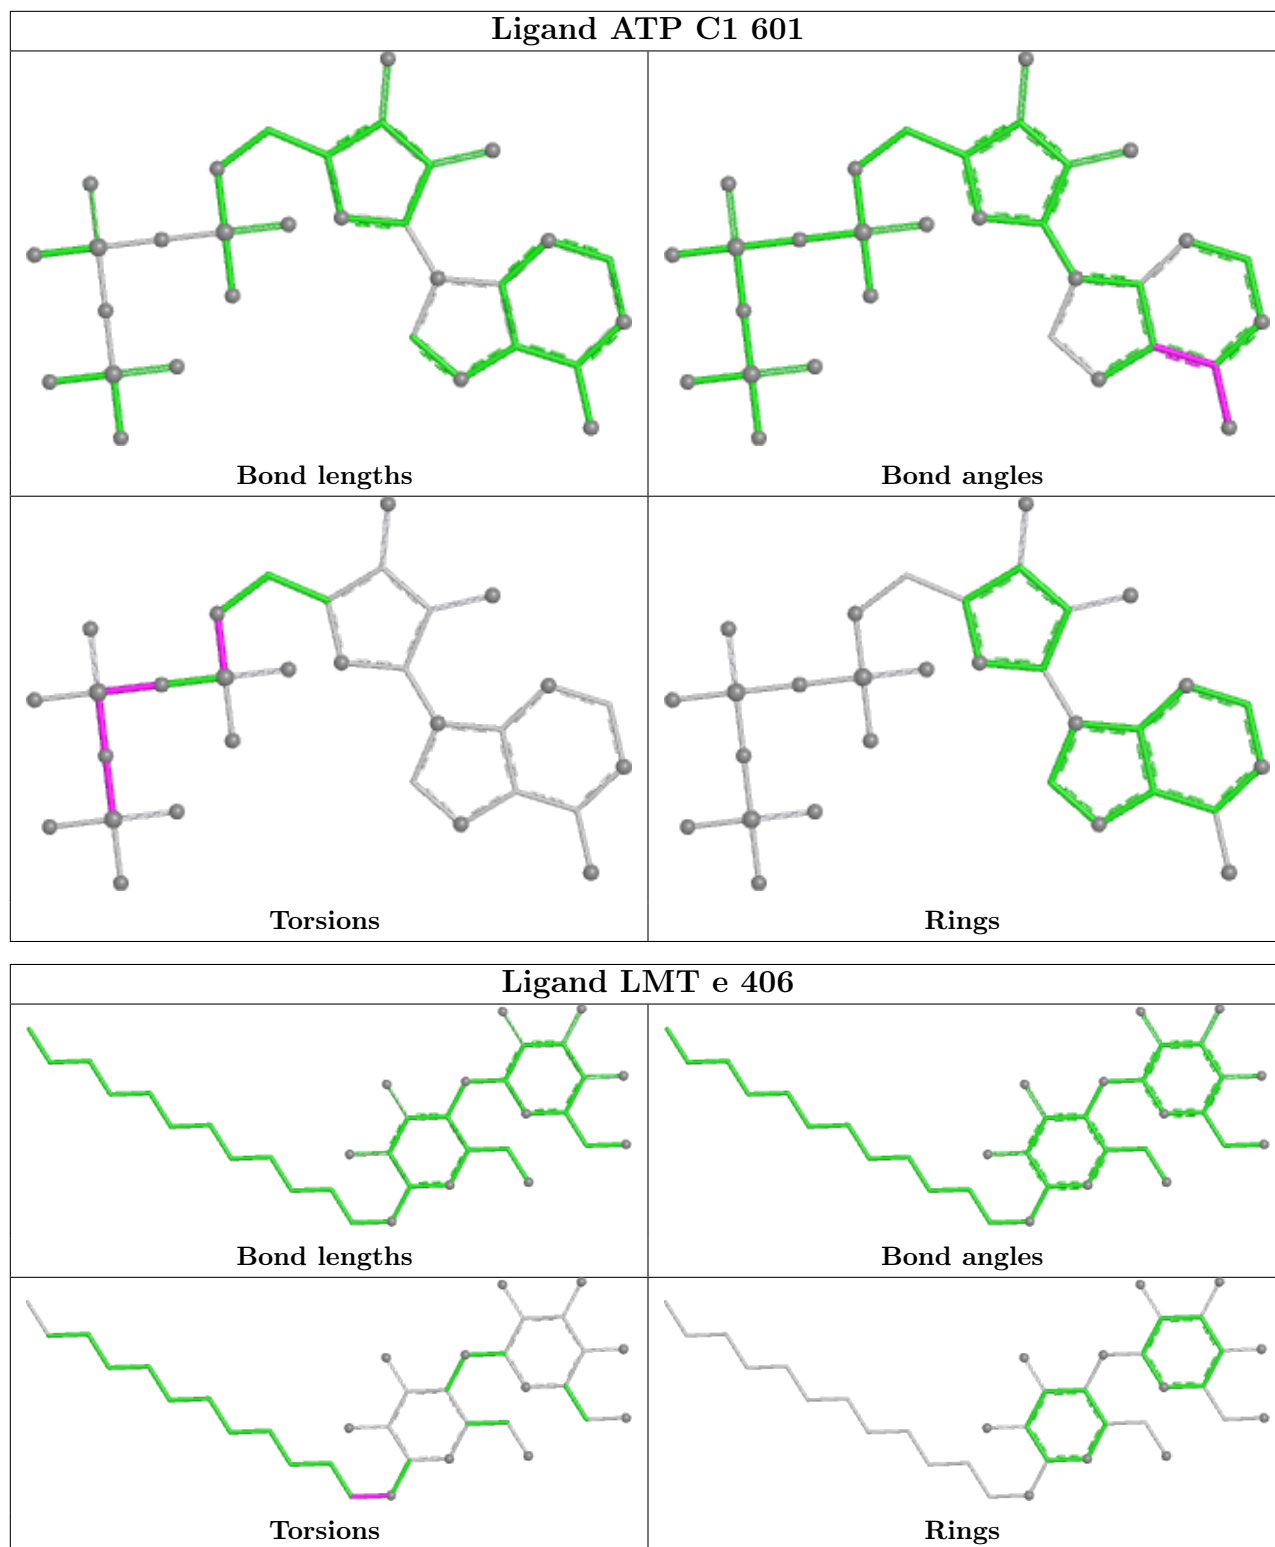 Ligand ATP C1 601
Bond lengths
Bond angles
Torsions
Rings
Ligand LMT e 406
Bond lengths
Bond angles
Torsions
Rings